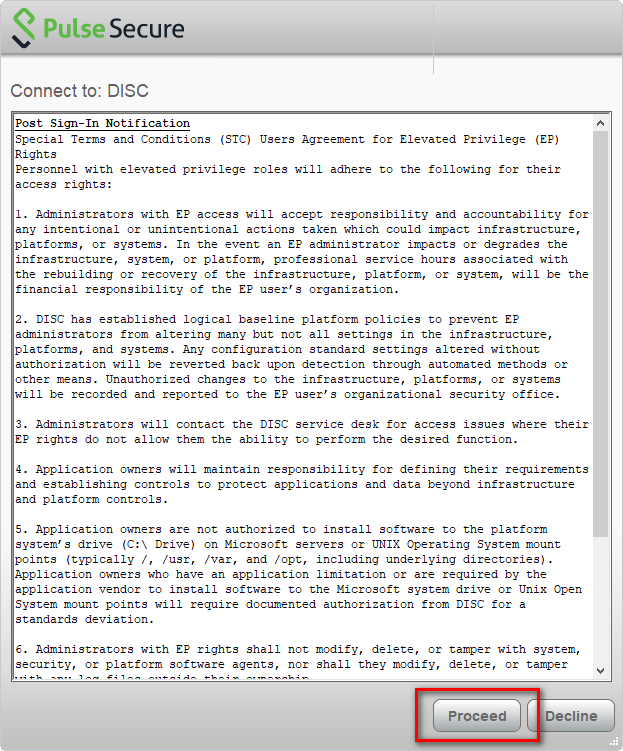 Pulse Secure
Connect to: DISC
Post Sign-In Notification
Special Terms and Conditions (STC) Users Agreement for Elevated Privilege (EP)
Rights
Personnel with elevated privilege roles will adhere to the following for their
access rights:
1. Administrators with EP access will accept responsibility and accountability for
any intentional or unintentional actions taken which could impact infrastructure,
platforms, or systems. In the event an EP administrator impacts or degrades the
infrastructure, system, or platform, professional service hours associated with
the rebuilding or recovery of the infrastructure, platform, or system, will be the
financial responsibility of the EP user’s organization.
2. DISC has established logical baseline platform policies to prevent EP
administrators from altering many but not all settings in the infrastructure,
platforms, and systems. Any configuration standard settings altered without
authorization will be reverted back upon detection through automated methods or
other means. Unauthorized changes to the infrastructure, platforms, or systems
will be recorded and reported to the EP user’s organizational security office.
3. Administrators will contact the DISC service desk for access issues where their
EP rights do not allow them the ability to perform the desired function.
4. Application owners will maintain responsibility for defining their requirements
and establishing controls to protect applications and data beyond infrastructure
and platform controls.
5. Application owners are not authorized to install software to the platform
system’s drive (C:\ Drive) on Microsoft servers or UNIX Operating System mount
points (typically /, /usr, /var, and /opt, including underlying directories).
Application owners who have an application limitation or are required by the
application vendor to install software to the Microsoft system drive or Unix Open
System mount points will require documented authorization from DISC for a
standards deviation.
6. Administrators with EP rights shall not modify, delete, or tamper with system,
security, or platform software agents, nor shall they modify, delete, or tamper
with any log files outside their ownership.
Proceed
Decline